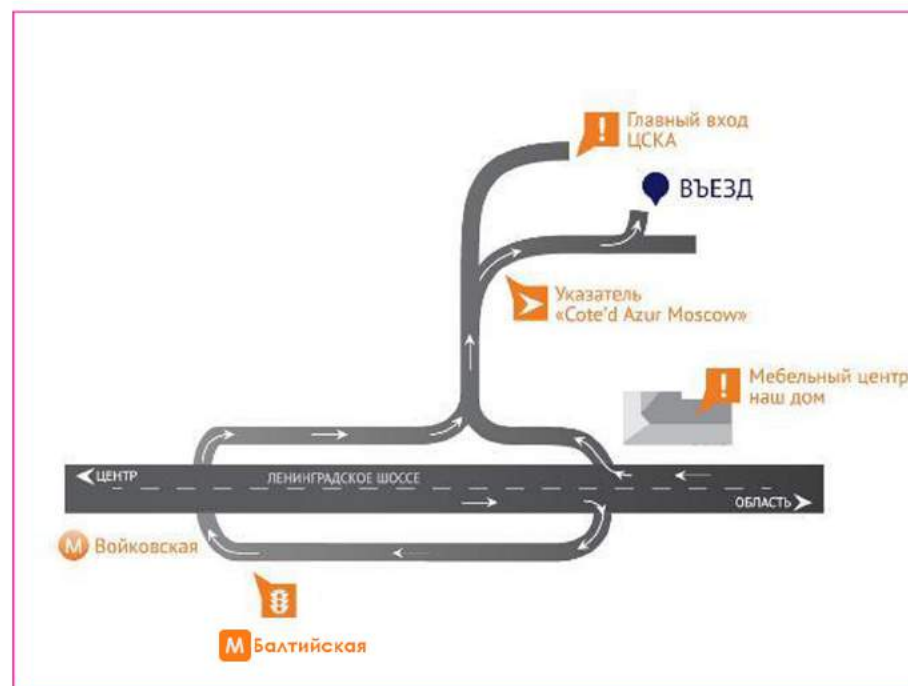 Главный вход
ЦСКА
ВЪЕЗД
Указатель
«Cote'd Azur Moscow»
Мебельный центр
наш дом
ЦЕНТР
ЛЕНИНГРАДСКОЕ ШОССЕ
ОБЛАСТЬ
М Войковская
М Балтийская